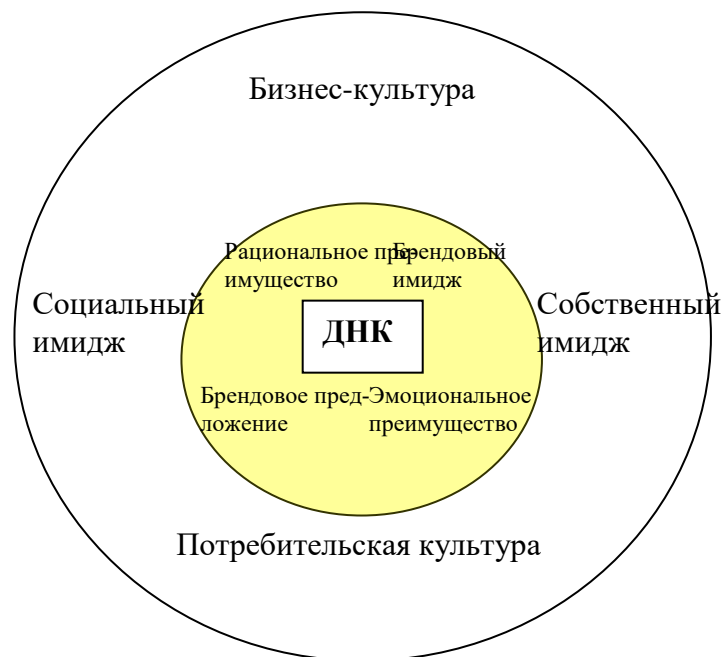 Бизнес-культура
Рациональное пре-
имущество
Брендовый
имидж
Социальный
имидж
ДНК
Собственный
имидж
Брендовое пред-
ложение
Эмоциональное
преимущество
Потребительская культура